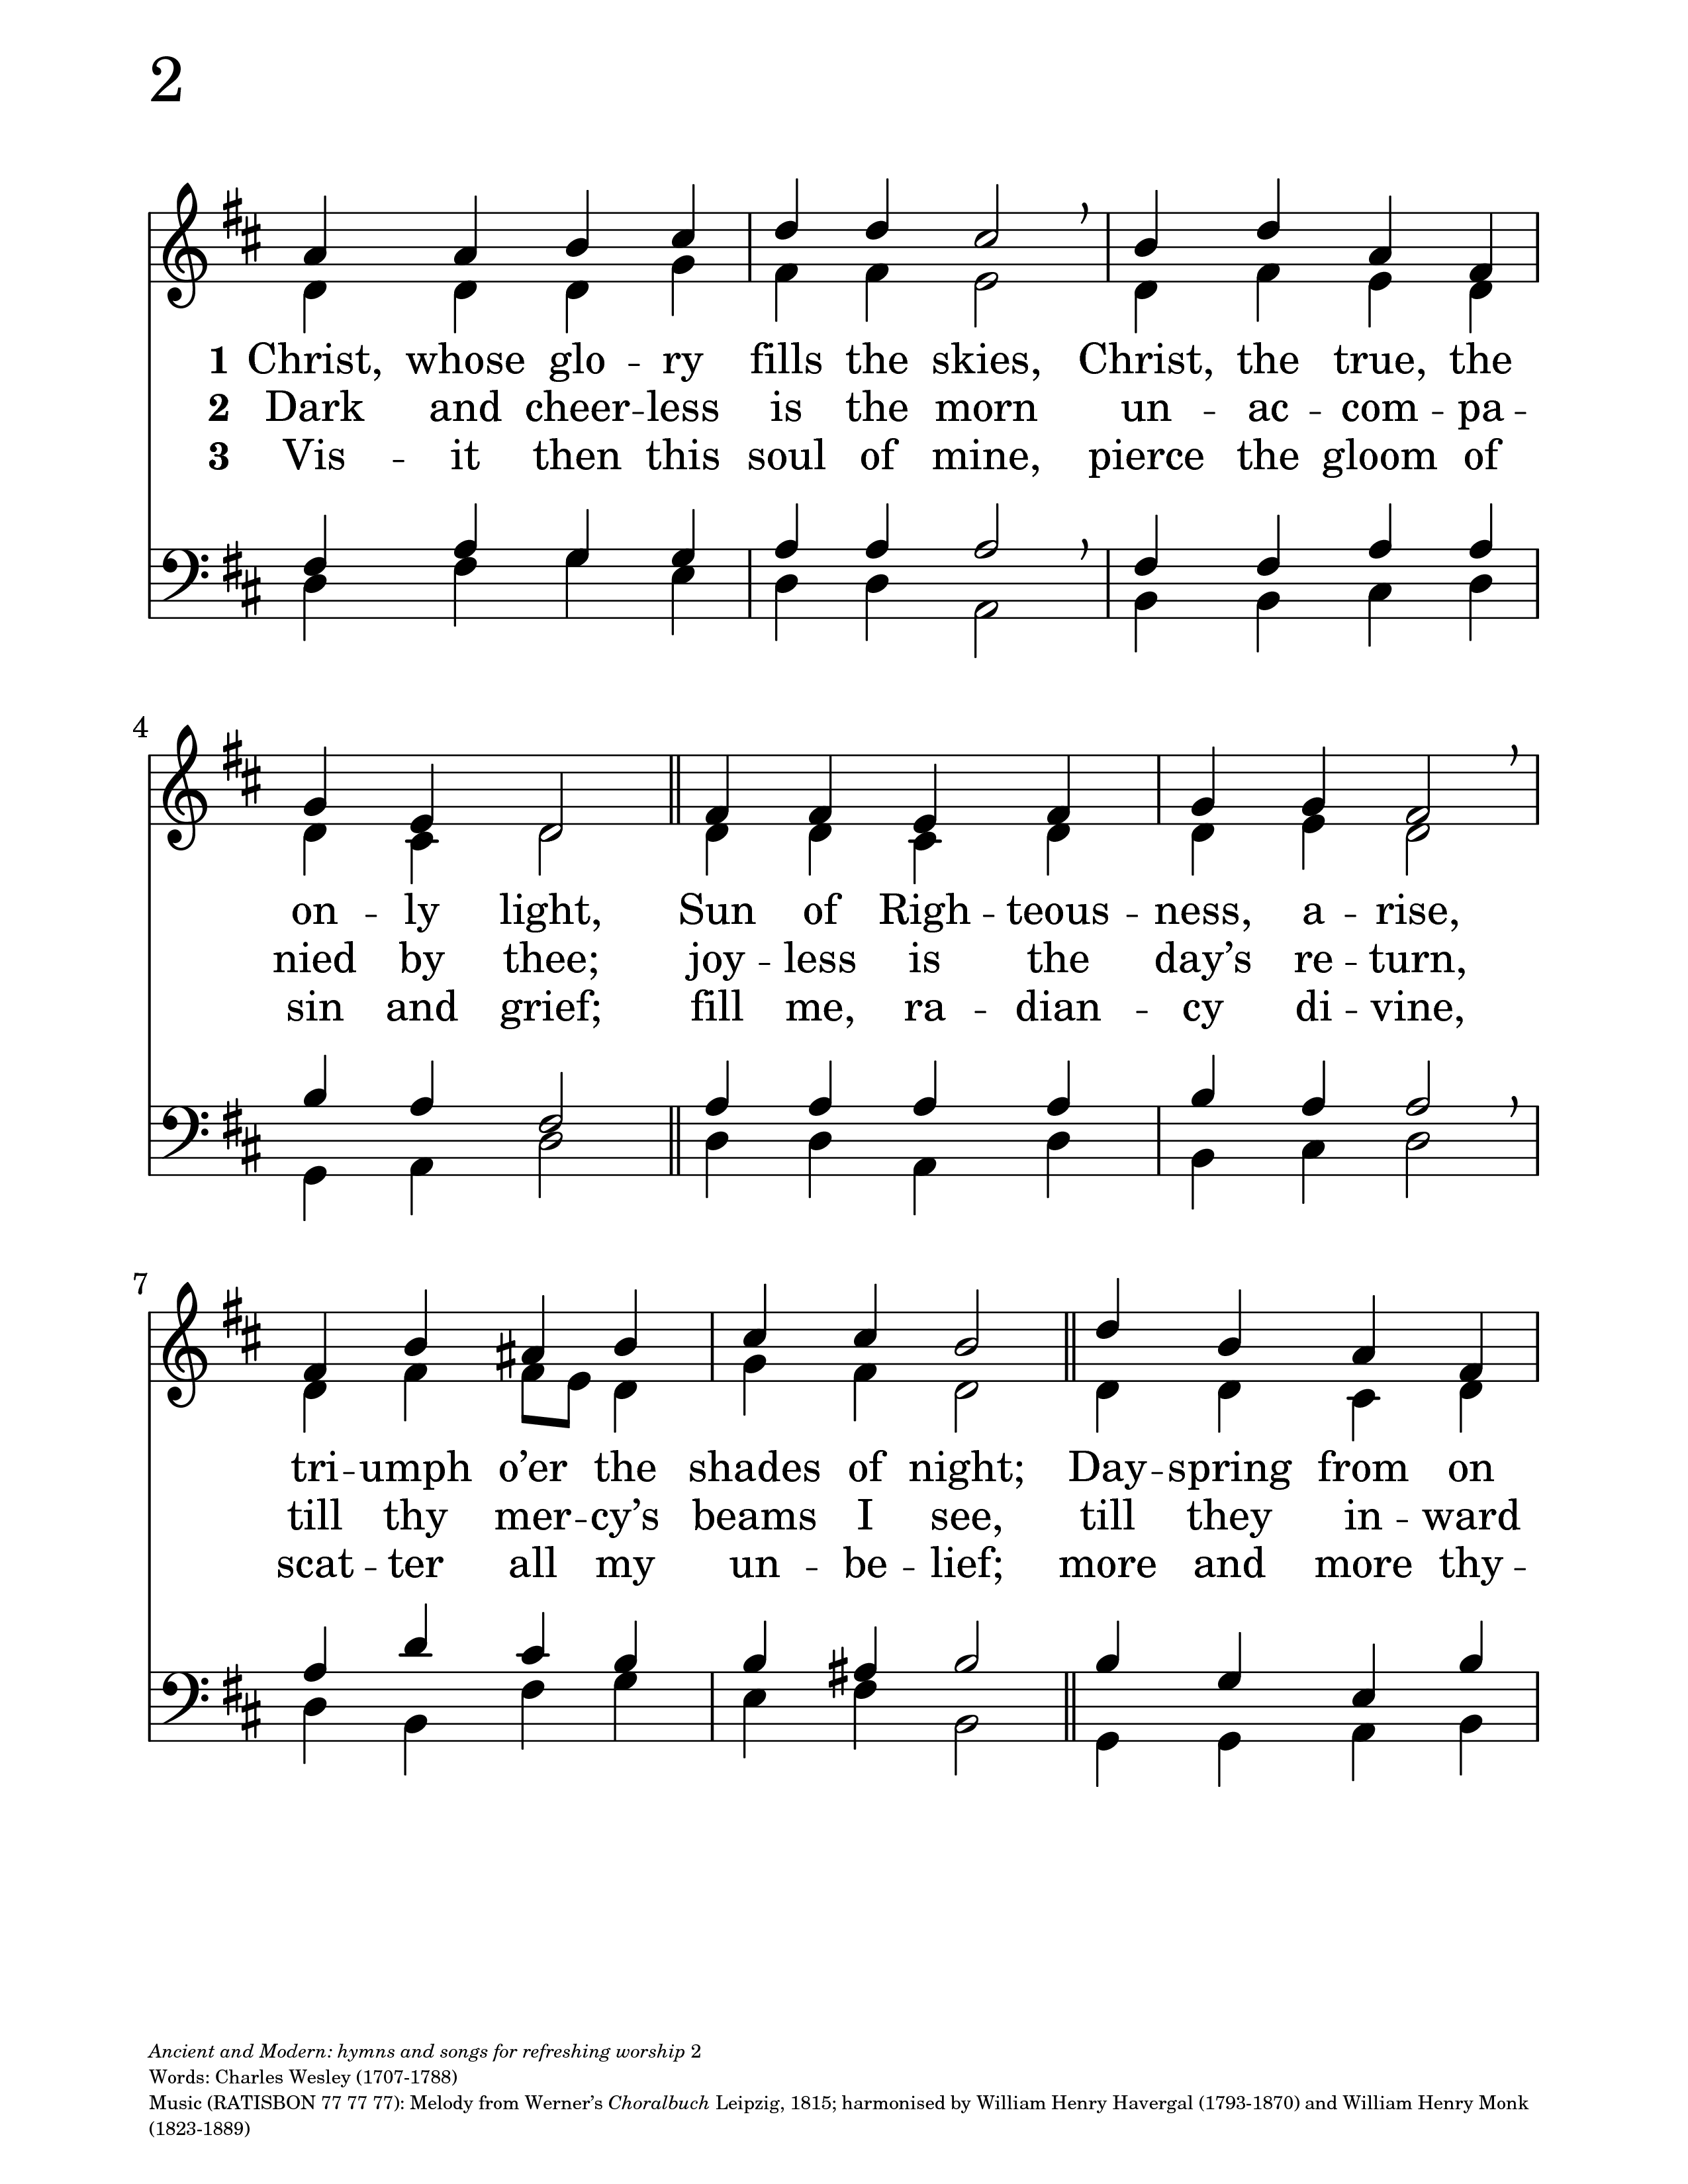 2
1 Christ, whose glo - ry fills the skies, Christ, the true, the
2 Dark and cheer - less is the morn un - ac - com - pa -
3 Vis - it then this soul of mine, pierce the gloom of
4
on - ly light, Sun of Righ - teous - ness, a - rise,
nied by thee; joy - less is the day’s re - turn,
sin and grief; fill me, ra - dian - cy di - vine,
7
tri - umph o’er the shades of night; Day - spring from on
till thy mer - cy’s beams I see, till they in - ward
scat - ter all my un - be - lief; more and more thy -
Ancient and Modern: hymns and songs for refreshing worship 2
Words: Charles Wesley (1707-1788)
Music (RATISBON 77 77 77): Melody from Werner’s Choralbuch Leipzig, 1815; harmonised by William Henry Havergal (1793-1870) and William Henry Monk
(1823-1889)